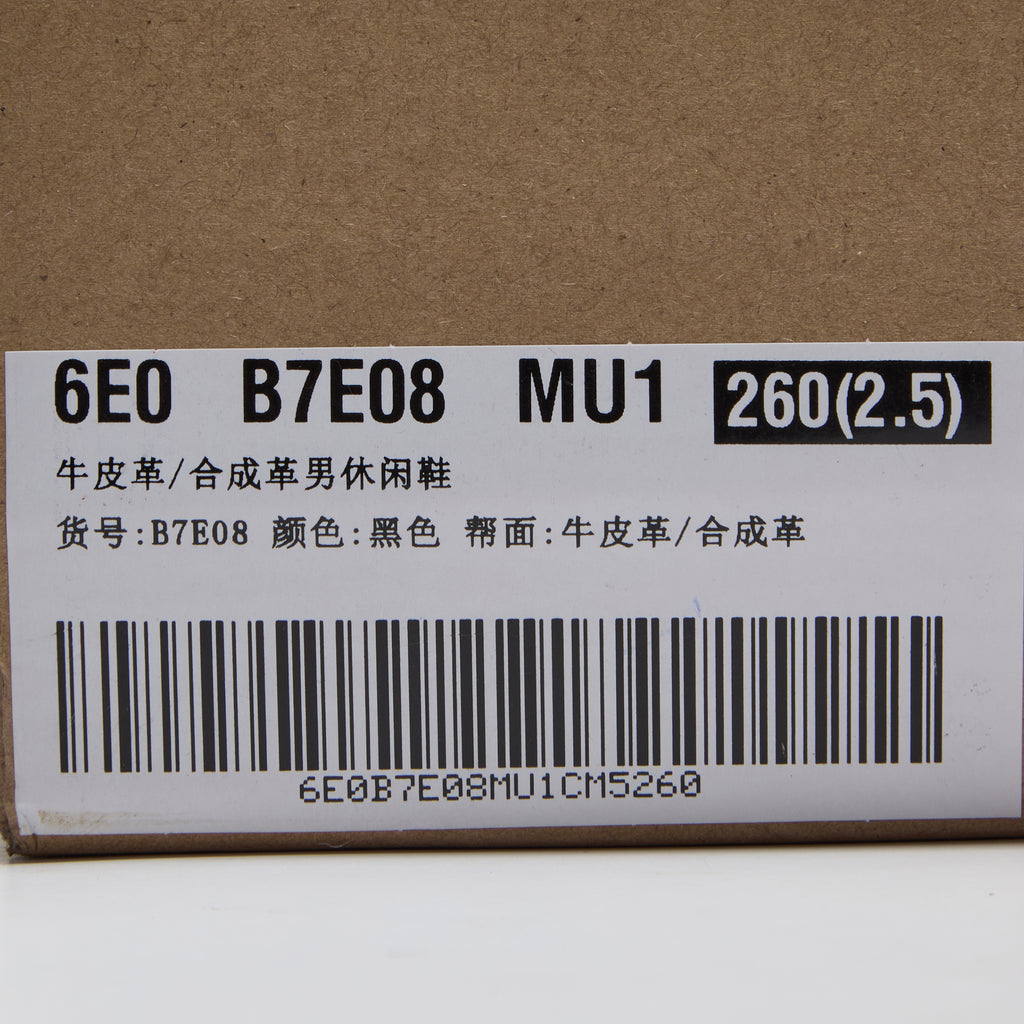 6E0 B7E08 MU1 260(2.5)
牛皮革/合成革男休闲鞋
货号:B7E08 颜色:黑色 帮面:牛皮革/合成革
6E0B7E08MU1CM5260